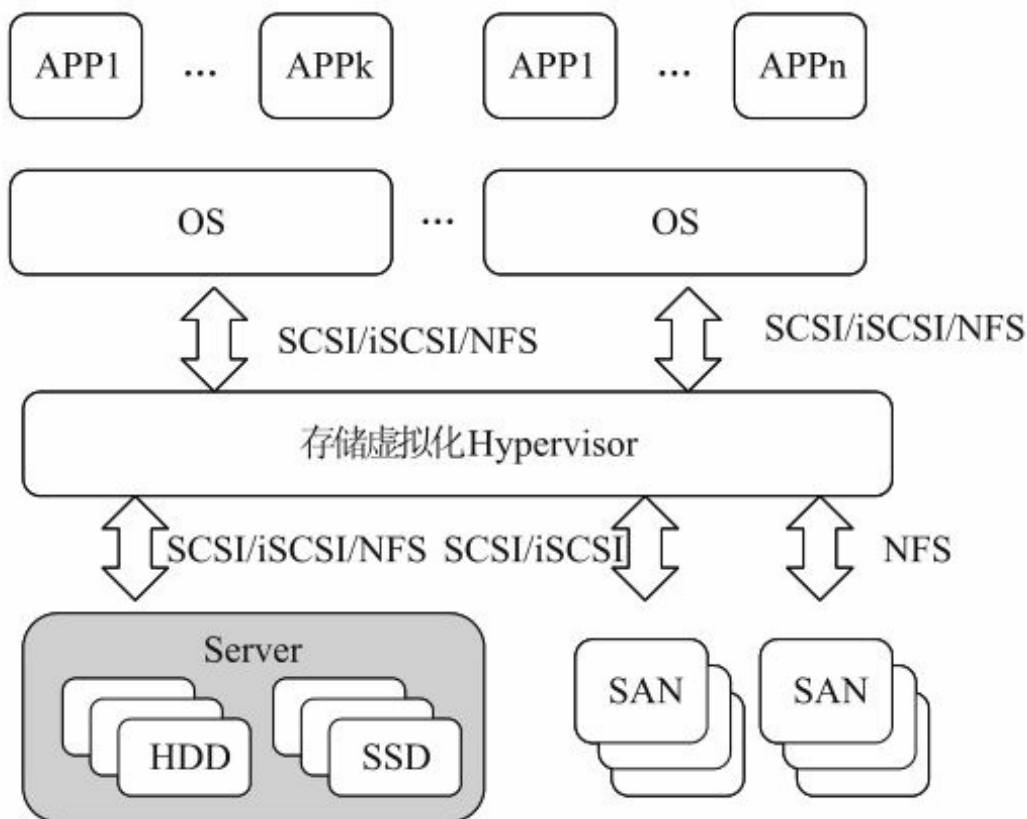 APP1 ... APPk APP1 ... APPn
OS ... OS
SCSI/iSCSI/NFS SCSI/iSCSI/NFS
存储虚拟化Hypervisor
SCSI/iSCSI/NFS SCSI/iSCSI NFS
Server
SAN SAN
HDD SSD